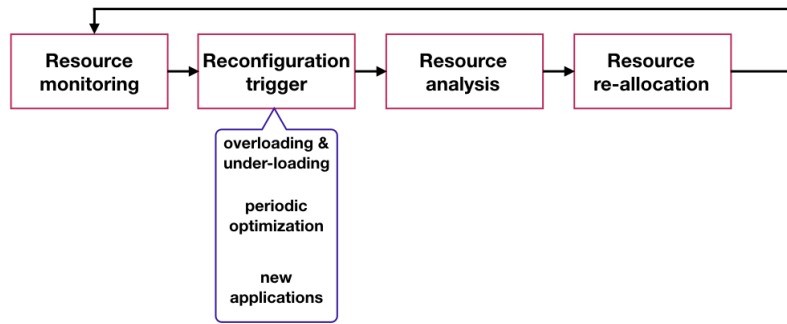 Resource
monitoring
Reconfiguration
trigger
Resource
analysis
Resource
re-allocation
overloading &
under-loading
periodic
optimization
new
applications